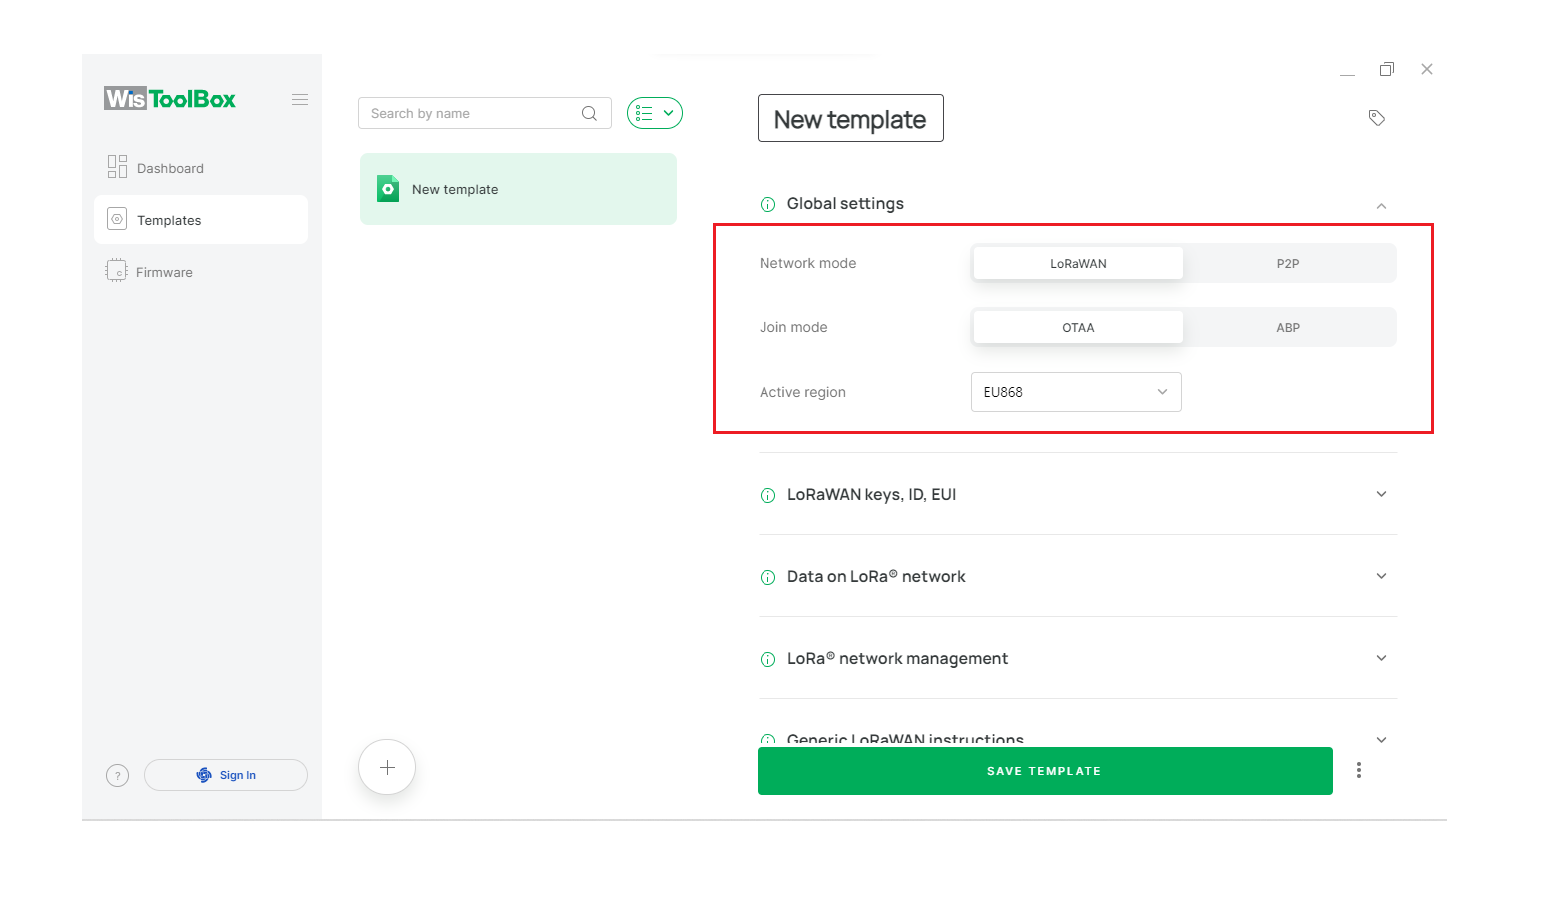 WisToolBox
Dashboard
Templates
Firmware
?
Sign In
Search by name
New template
New template
Global settings
Network mode
LoRaWAN
P2P
Join mode
OTAA
ABP
Active region
EU868
LoRaWAN keys, ID, EUI
Data on LoRa® network
LoRa® network management
Generic LoRaWAN instructions
SAVE TEMPLATE